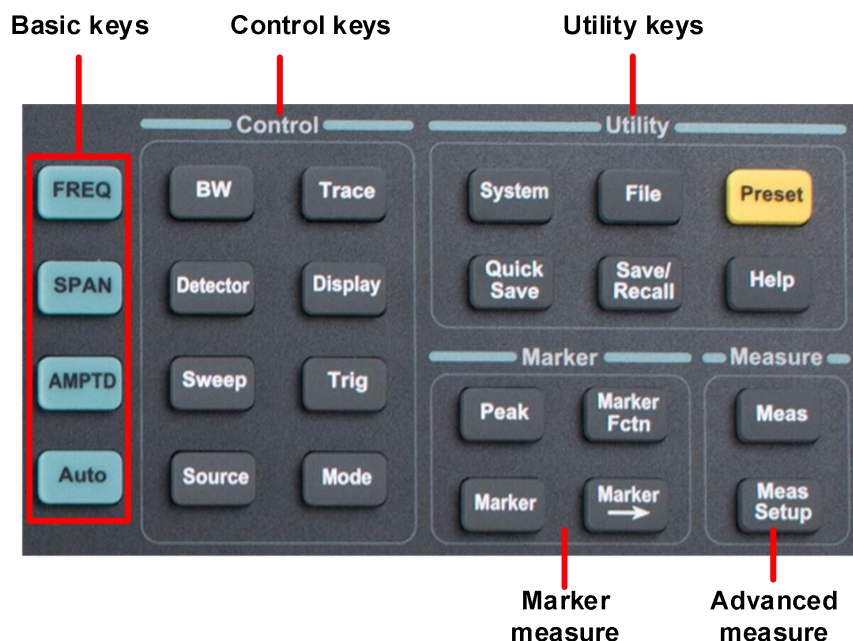 Basic keys
Control keys
Utility keys
Control
Utility
FREQ
BW
Trace
System
File
Preset
SPAN
Detector
Display
Quick
Save
Save/
Recall
Help
Marker
Measure
AMPTD
Sweep
Trig
Peak
Marker
Fctn
Meas
Auto
Source
Mode
Marker
Marker
→
Meas
Setup
Marker
measure
Advanced
measure